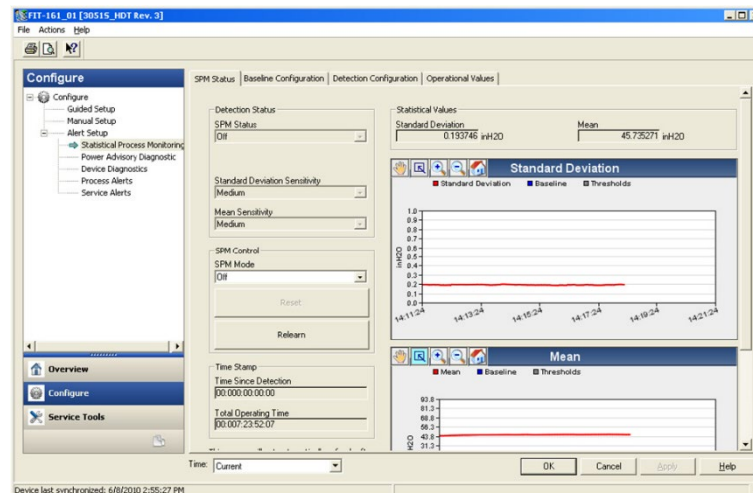 FIT-161_01 [3051S_HDT Rev. 3]
File Actions Help
Configure
Configure
Guided Setup
Manual Setup
Alert Setup
Statistical Process Monitoring
Power Advisory Diagnostic
Device Diagnostics
Process Alerts
Service Alerts
Overview
Configure
Service Tools
SPM Status Baseline Configuration Detection Configuration Operational Values
Detection Status
SPM Status
Off
Standard Deviation Sensitivity
Medium
Mean Sensitivity
Medium
SPM Control
SPM Mode
Off
Reset
Relearn
Time Stamp
Time Since Detection
00:000:00:00:00
Total Operating Time
00:007:23:52:07
Statistical Values
Standard Deviation Mean
0.193746 inH2O 45.735271 inH2O
Standard Deviation
Standard Deviation Baseline Thresholds
inH2O
1.0
0.9
0.8
0.7
0.6
0.5
0.4
0.3
0.2
0.1
0.0
14:11:24 14:13:24 14:15:24 14:17:24 14:19:24 14:21:24
Mean
Mean Baseline Thresholds
H2O
93.8
81.3
68.8
56.3
43.8
31.3
Time: Current
OK Cancel Apply Help
Device last synchronized: 6/8/2010 2:55:27 PM